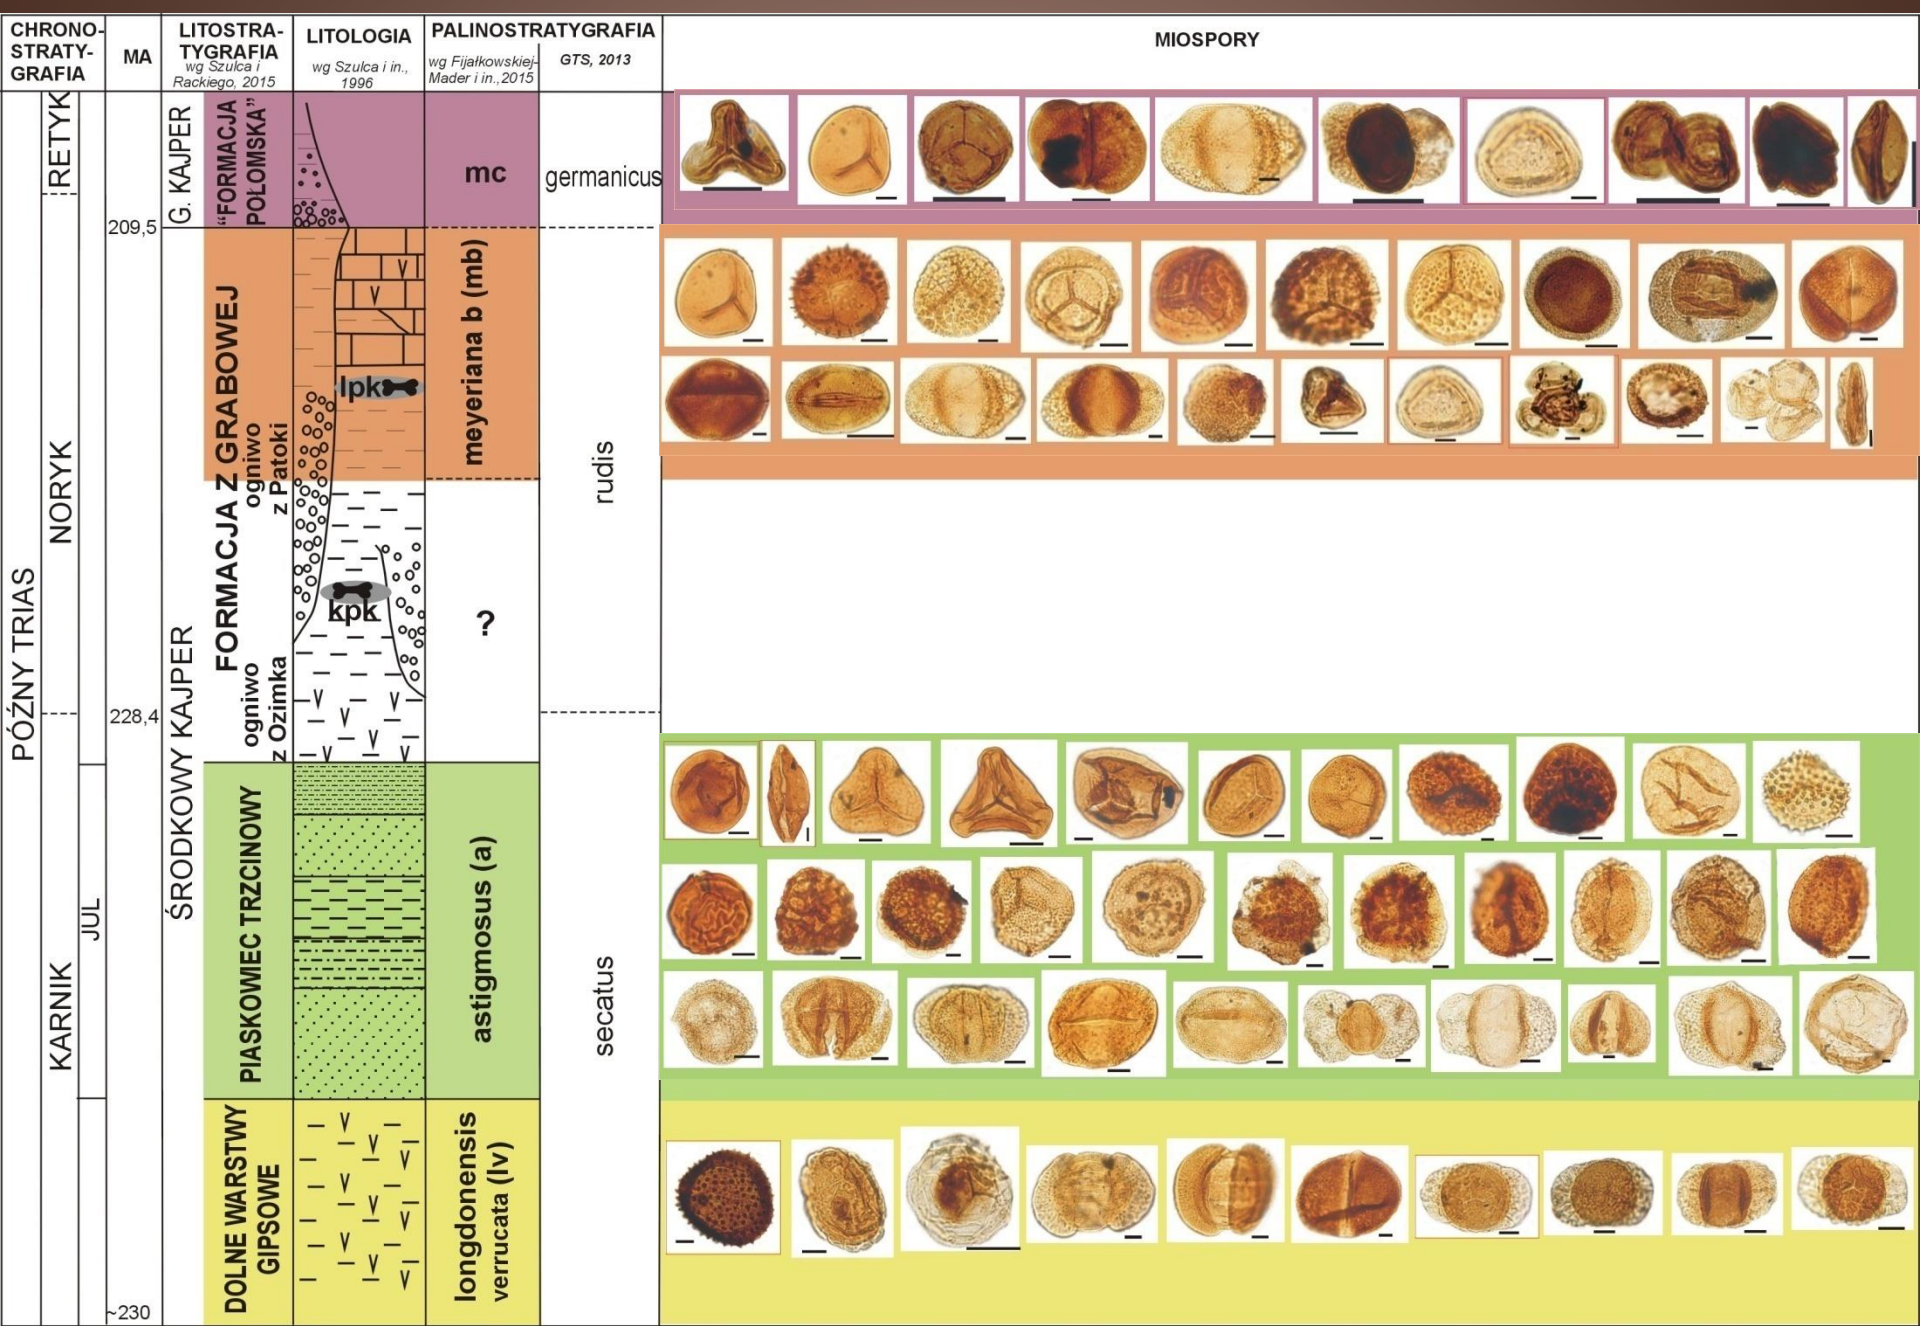 CHRONO-
STRATY-
GRAFIA
MA
LITOSTRA-
TYGRAFIA
wg Szulca i
Rackiego, 2015
LITOLOGIA
wg Szulca i in.,
1996
PALINOSTRATYGRAFIA
wg Fijałkowskiej-
Mader i in.,2015
GTS, 2013
MIOSPORY
PÓŹNY TRIAS
RETYK
NORYK
KARNIK
JUL
209,5
228,4
~230
G. KAJPER
ŚRODKOWY KAJPER
“FORMACJA
POŁOMSKA”
FORMACJA Z GRABOWEJ
ogniwo
z Patoki
ogniwo
z Ozimka
PIASKOWIEC TRZCINOWY
DOLNE WARSTWY
GIPSOWE
lpk
kpk
mc
meyeriana b (mb)
?
astigmosus (a)
longdonensis
verrucata (lv)
germanicus
rudis
secatus